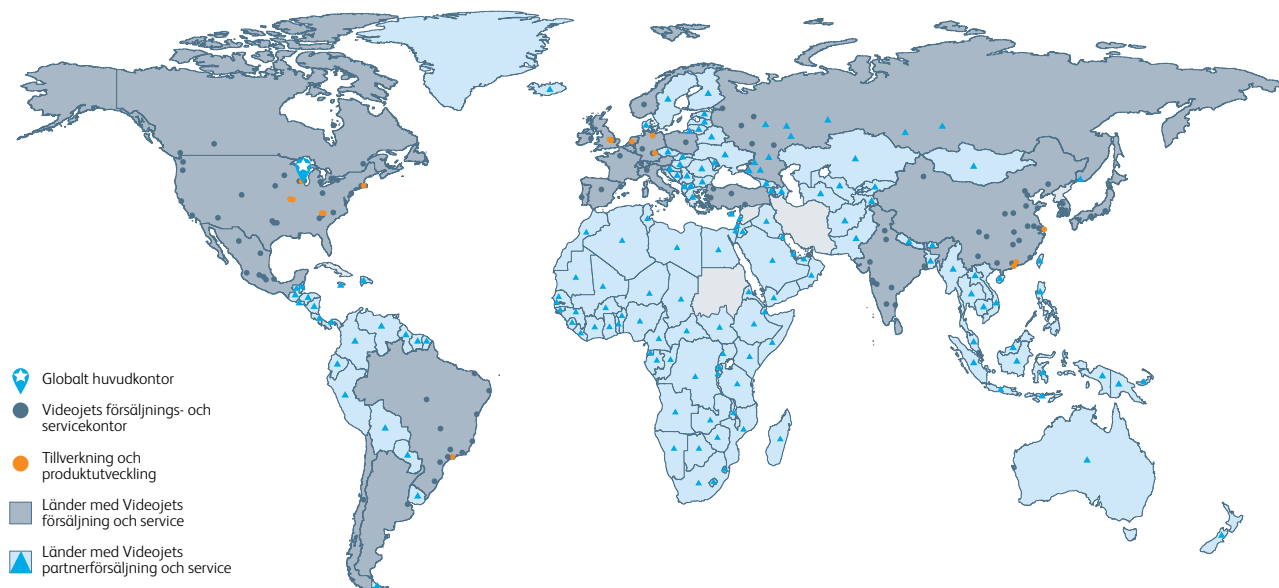 Globalt huvudkontor
Videojets försäljnings- och
servicekontor
Tillverkning och
produktutveckling
Länder med Videojets
försäljning och service
Länder med Videojets
partnerförsäljning och service